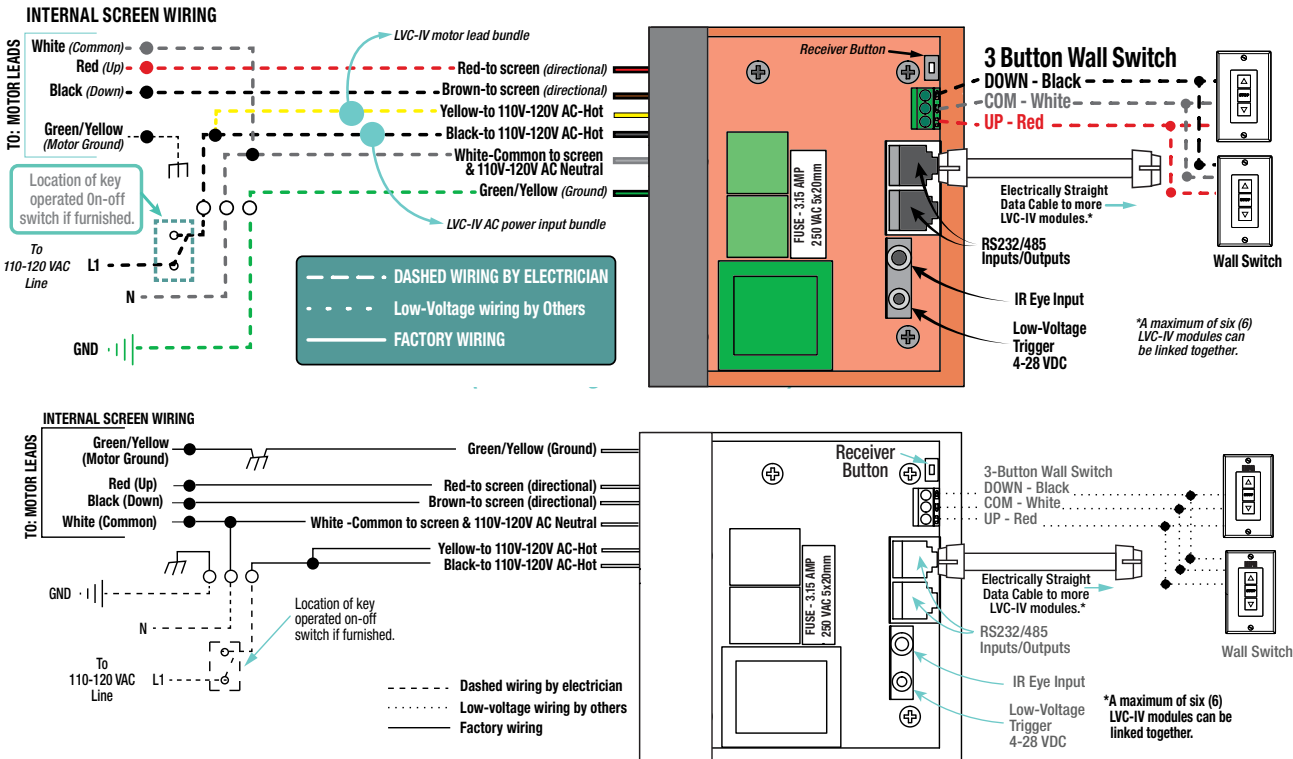 INTERNAL SCREEN WIRING
TO: MOTOR LEADS
White (Common)
Red (Up)
Black (Down)
Green/Yellow
(Motor Ground)
Location of key
operated On-off
switch if furnished.
To
110-120 VAC
Line
L1
N
GND
LVC-IV motor lead bundle
Red-to screen (directional)
Brown-to screen (directional)
Yellow-to 110V-120V AC-Hot
Black-to 110V-120V AC-Hot
White-Common to screen
& 110V-120V AC Neutral
Green/Yellow (Ground)
LVC-IV AC power input bundle
DASHED WIRING BY ELECTRICIAN
Low-Voltage wiring by Others
FACTORY WIRING
Receiver Button
FUSE - 3.15 AMP
250 VAC 5x20mm
3 Button Wall Switch
DOWN - Black
COM - White
UP - Red
Electrically Straight
Data Cable to more
LVC-IV modules.*
RS232/485
Inputs/Outputs
IR Eye Input
Low-Voltage
Trigger
4-28 VDC
Wall Switch
*A maximum of six (6)
LVC-IV modules can
be linked together.
INTERNAL SCREEN WIRING
TO: MOTOR LEADS
Green/Yellow
(Motor Ground)
Red (Up)
Black (Down)
White (Common)
Green/Yellow (Ground)
Red-to screen (directional)
Brown-to screen (directional)
White -Common to screen & 110V-120V AC Neutral
Yellow-to 110V-120V AC-Hot
Black-to 110V-120V AC-Hot
GND
N
To
110-120 VAC
Line
L1
Location of key
operated on-off
switch if furnished.
Dashed wiring by electrician
Low-voltage wiring by others
Factory wiring
Receiver
Button
FUSE - 3.15 AMP
250 VAC 5x20mm
3-Button Wall Switch
DOWN - Black
COM - White
UP - Red
Electrically Straight
Data Cable to more
LVC-IV modules.*
RS232/485
Inputs/Outputs
IR Eye Input
Low-Voltage
Trigger
4-28 VDC
Wall Switch
*A maximum of six (6)
LVC-IV modules can be
linked together.